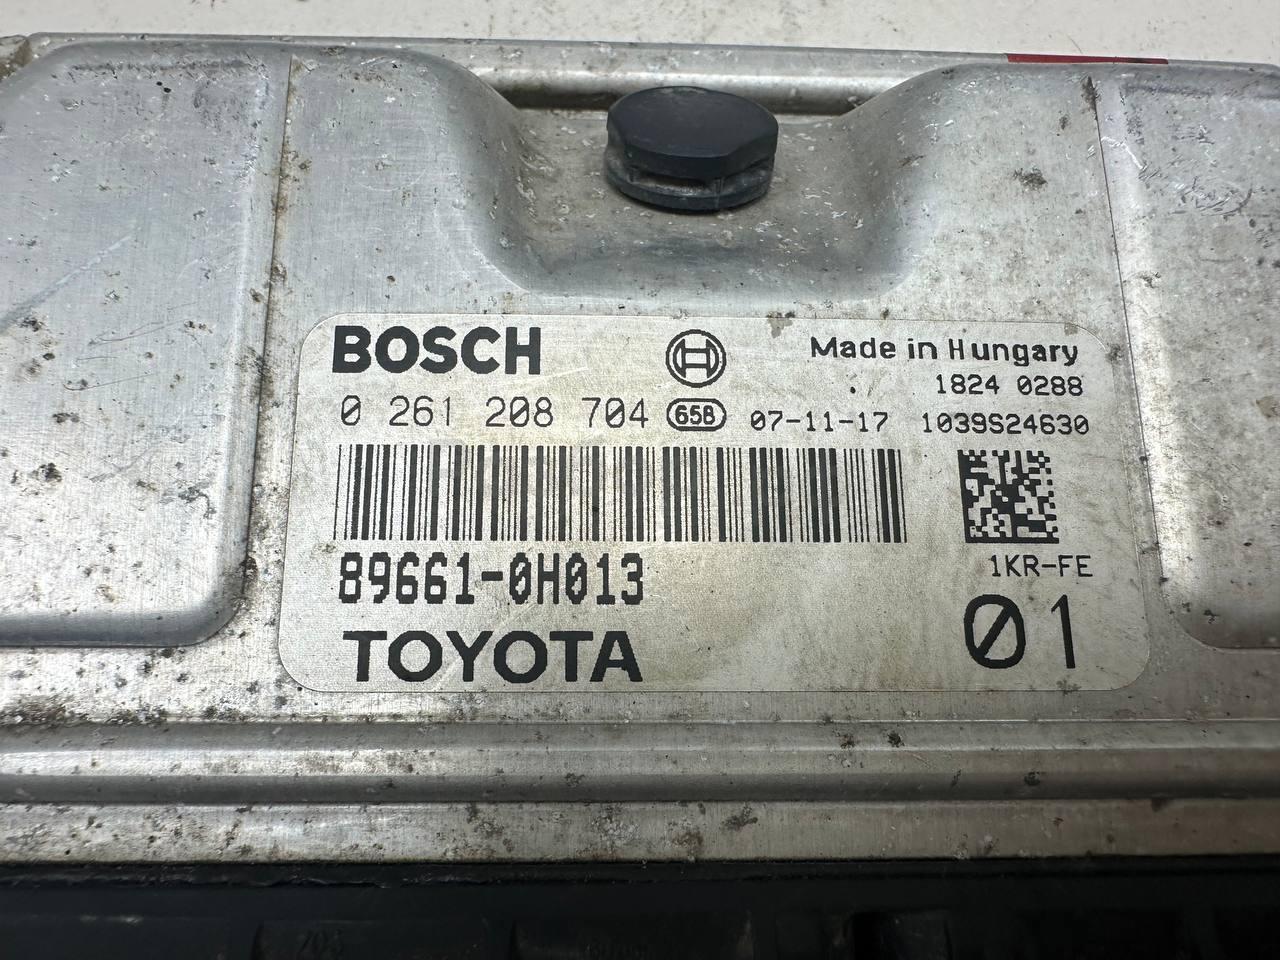 BOSCH
Made in Hungary
1824 0288
0 261 208 704 65B 07-11-17 1039S24630
89661-0H013
1KR-FE
TOYOTA
01